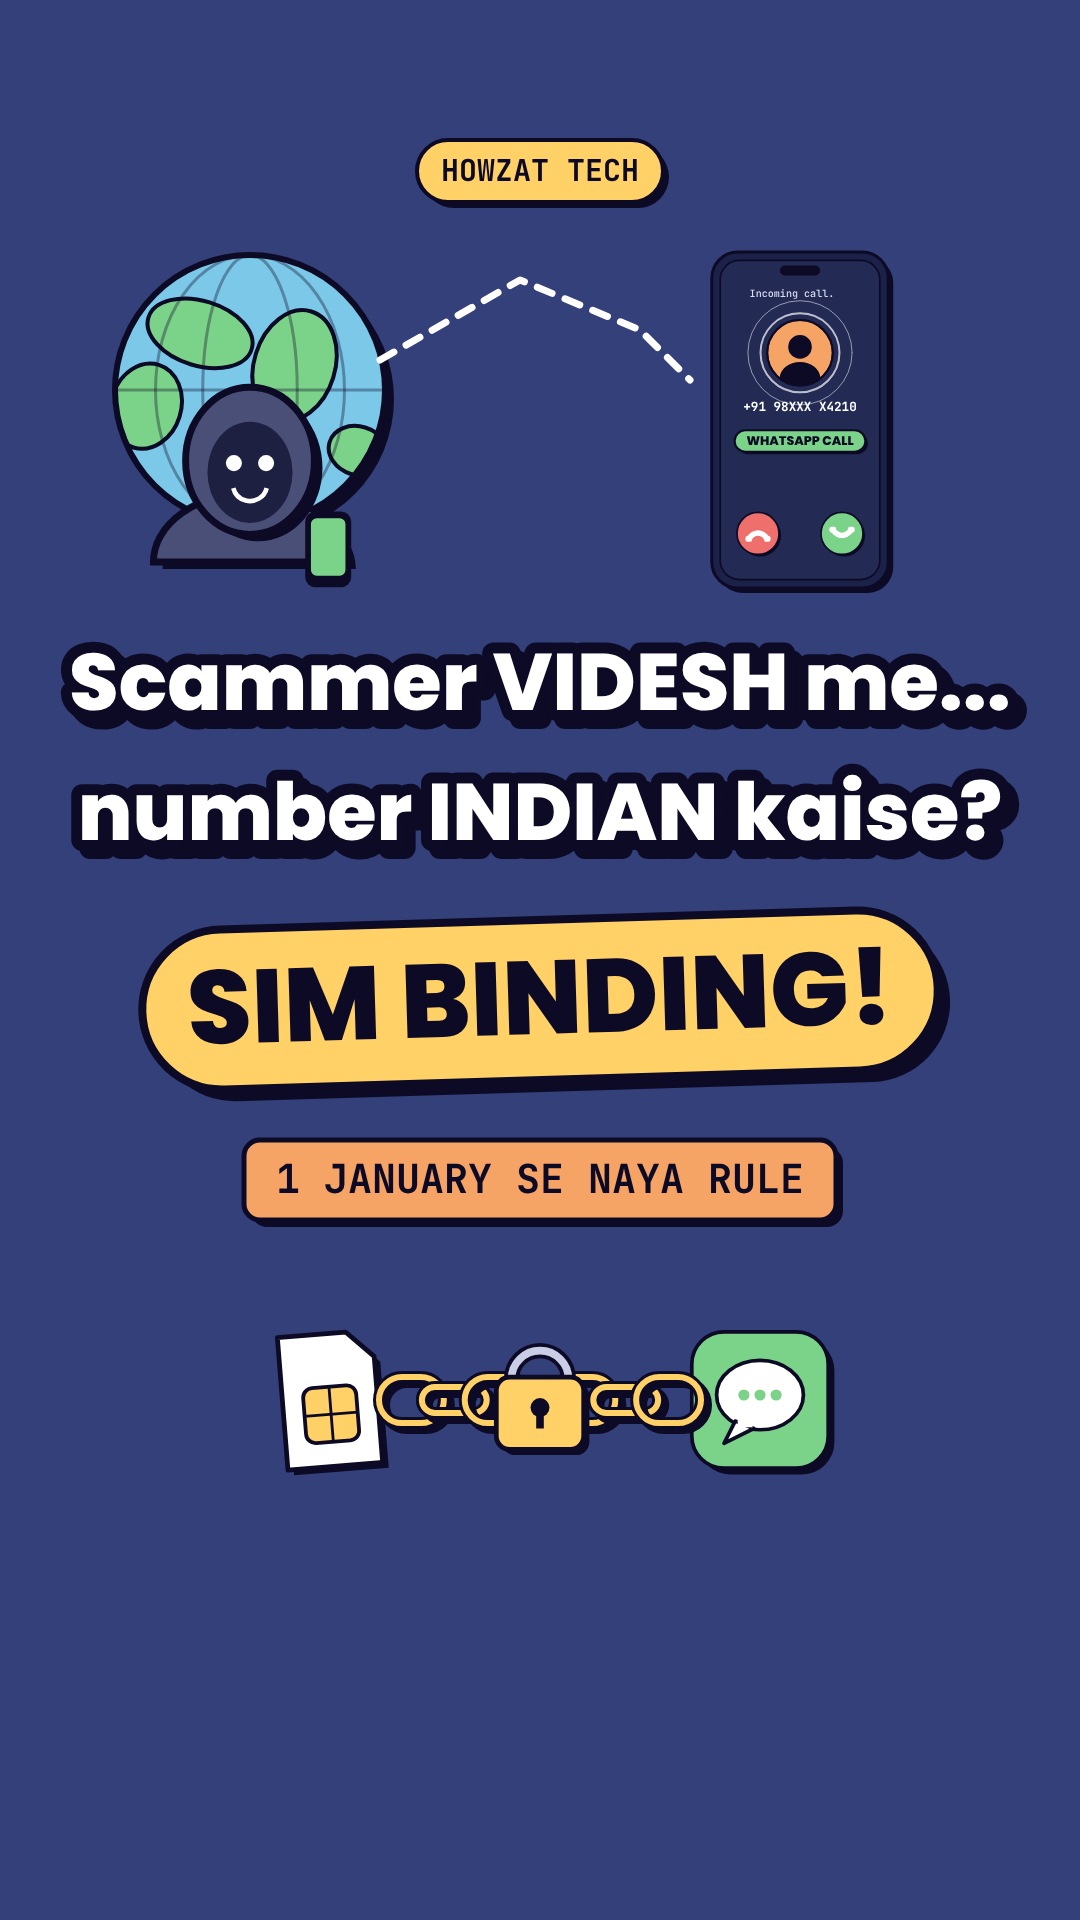 HOWZAT TECH
Incoming call.
+91 98XXX X4210
WHATSAPP CALL
Scammer VIDESH me...
number INDIAN kaise?
SIM BINDING!
1 JANUARY SE NAYA RULE